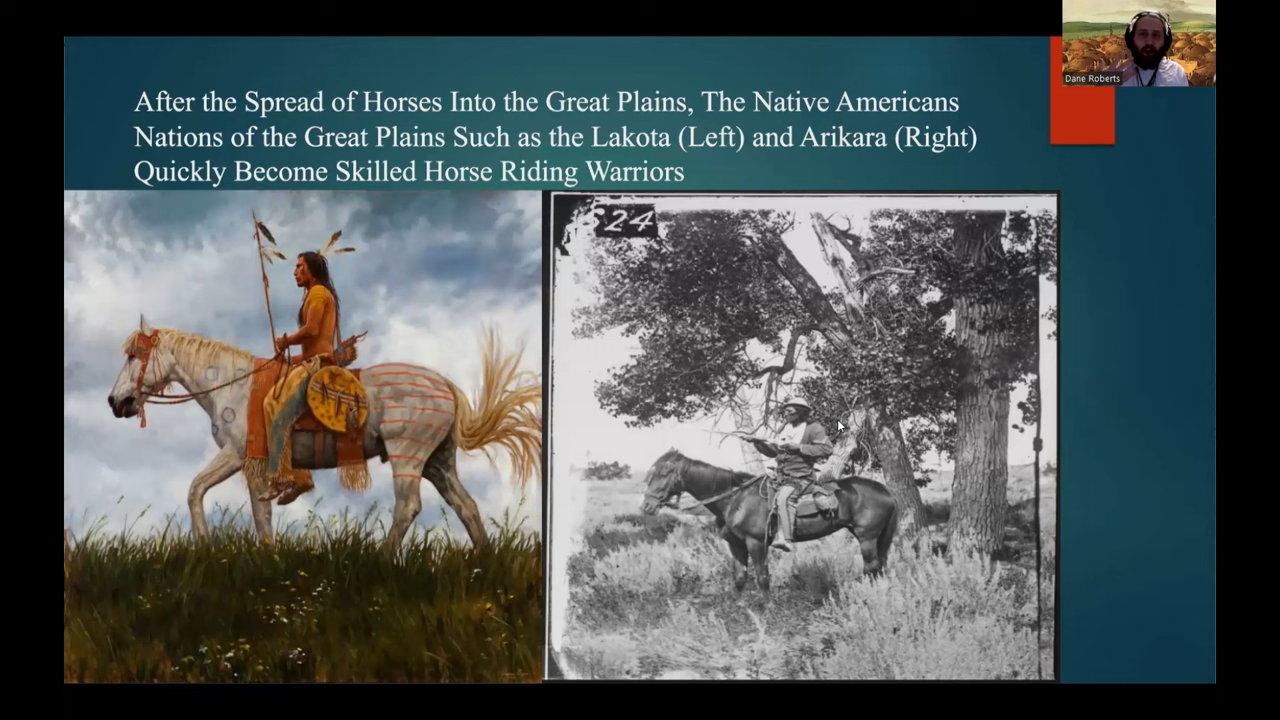 Dane Roberts
After the Spread of Horses Into the Great Plains, The Native Americans
Nations of the Great Plains Such as the Lakota (Left) and Arikara (Right)
Quickly Become Skilled Horse Riding Warriors
S24